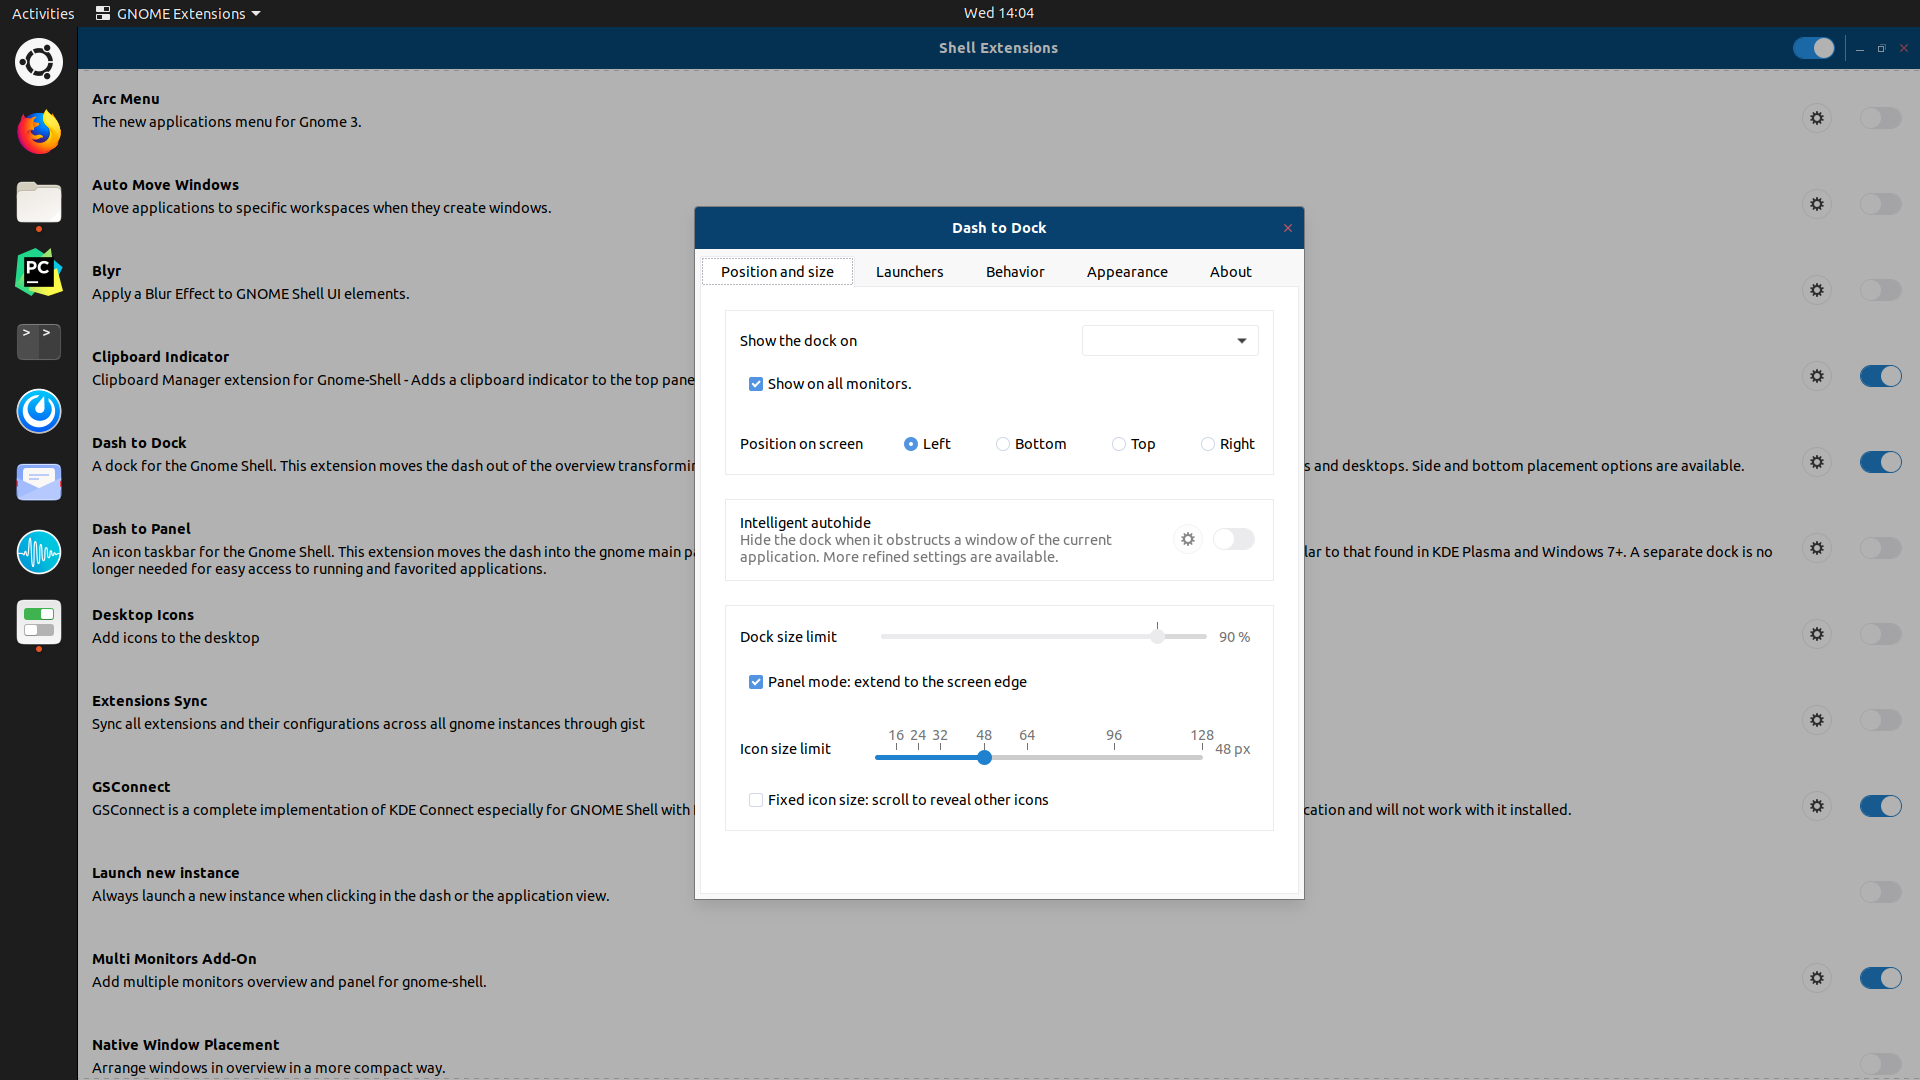 Activities GNOME Extensions Wed 14:04
Shell Extensions
Arc Menu
The new applications menu for Gnome 3.
Auto Move Windows
Move applications to specific workspaces when they create windows.
Blyr
Apply a Blur Effect to GNOME Shell UI elements.
Clipboard Indicator
Clipboard Manager extension for Gnome-Shell - Adds a clipboard indicator to the top pane
Dash to Dock
A dock for the Gnome Shell. This extension moves the dash out of the overview transformin
s and desktops. Side and bottom placement options are available.
Dash to Panel
An icon taskbar for the Gnome Shell. This extension moves the dash into the gnome main pa
lar to that found in KDE Plasma and Windows 7+. A separate dock is no
longer needed for easy access to running and favorited applications.
Desktop Icons
Add icons to the desktop
Extensions Sync
Sync all extensions and their configurations across all gnome instances through gist
GSConnect
GSConnect is a complete implementation of KDE Connect especially for GNOME Shell with
cation and will not work with it installed.
Launch new instance
Always launch a new instance when clicking in the dash or the application view.
Multi Monitors Add-On
Add multiple monitors overview and panel for gnome-shell.
Native Window Placement
Arrange windows in overview in a more compact way.
PC
Dash to Dock
Position and size Launchers Behavior Appearance About
Show the dock on
Show on all monitors.
Position on screen Left Bottom Top Right
Intelligent autohide
Hide the dock when it obstructs a window of the current
application. More refined settings are available.
Dock size limit 90 %
Panel mode: extend to the screen edge
16 24 32 48 64 96 128
Icon size limit 48 px
Fixed icon size: scroll to reveal other icons